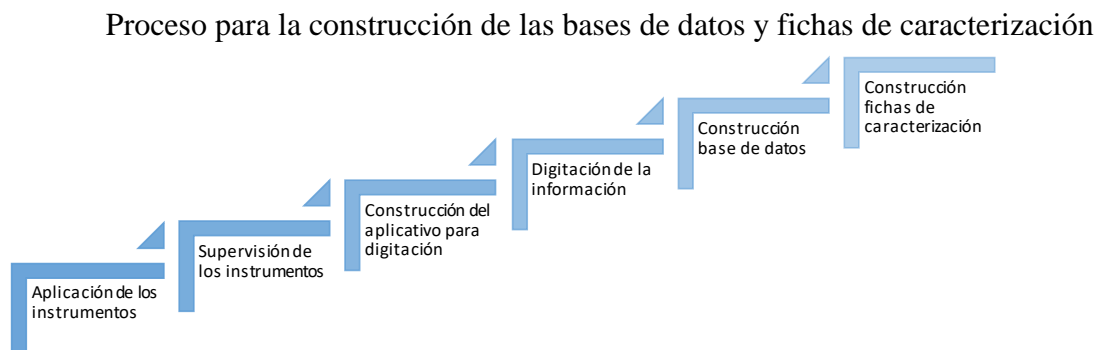 Proceso para la construcción de las bases de datos y fichas de caracterización
Aplicación de los
instrumentos
Supervisión de
los instrumentos
Construcción del
aplicativo para
digitación
Digitación de la
información
Construcción
base de datos
Construcción
fichas de
caracterización